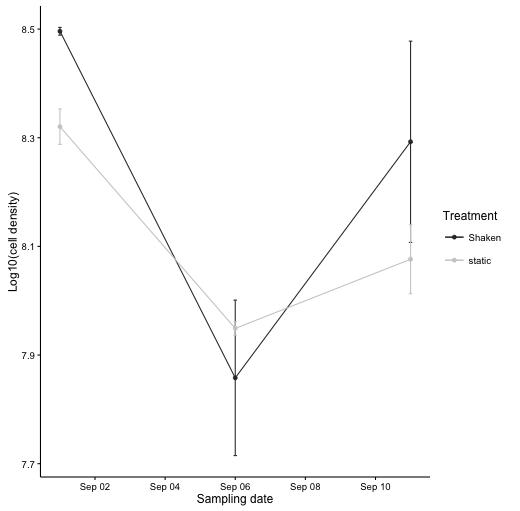 8.5
8.3
8.1
7.9
7.7
Log10(cell density)
Sep 02 Sep 04 Sep 06 Sep 08 Sep 10
Sampling date
Treatment
Shaken
static